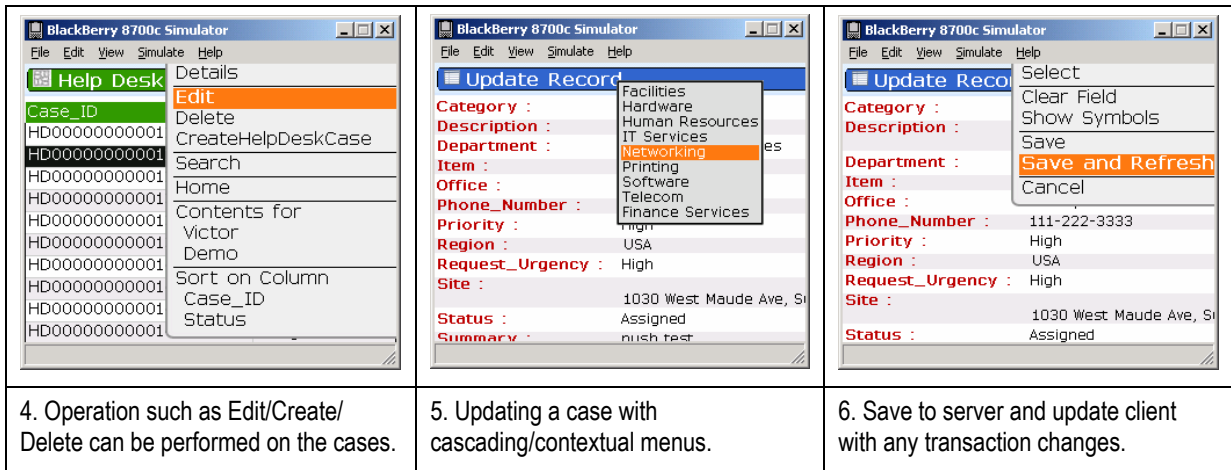 BlackBerry 8700c Simulator
File Edit View Simulate Help
Help Desk
Case_ID
HD00000000001
HD00000000001
HD00000000001
HD00000000001
HD00000000001
HD00000000001
HD00000000001
HD00000000001
HD00000000001
HD00000000001
Details
Edit
Delete
CreateHelpDeskCase
Search
Home
Contents for
Victor
Demo
Sort on Column
Case_ID
Status
4. Operation such as Edit/Create/
Delete can be performed on the cases.
BlackBerry 8700c Simulator
File Edit View Simulate Help
Update Record
Category :
Description :
Department : es
Item :
Office :
Phone_Number :
Priority : High
Region : USA
Request_Urgency : High
Site :
1030 West Maude Ave, Su
Status : Assigned
Summary : push test
Facilities
Hardware
Human Resources
IT Services
Networking
Printing
Software
Telecom
Finance Services
5. Updating a case with
cascading/contextual menus.
BlackBerry 8700c Simulator
File Edit View Simulate Help
Update Reco
Category :
Description :
Department :
Item :
Office :
Phone_Number : 111-222-3333
Priority : High
Region : USA
Request_Urgency : High
Site :
1030 West Maude Ave, Su
Status : Assigned
Select
Clear Field
Show Symbols
Save
Save and Refresh
Cancel
6. Save to server and update client
with any transaction changes.